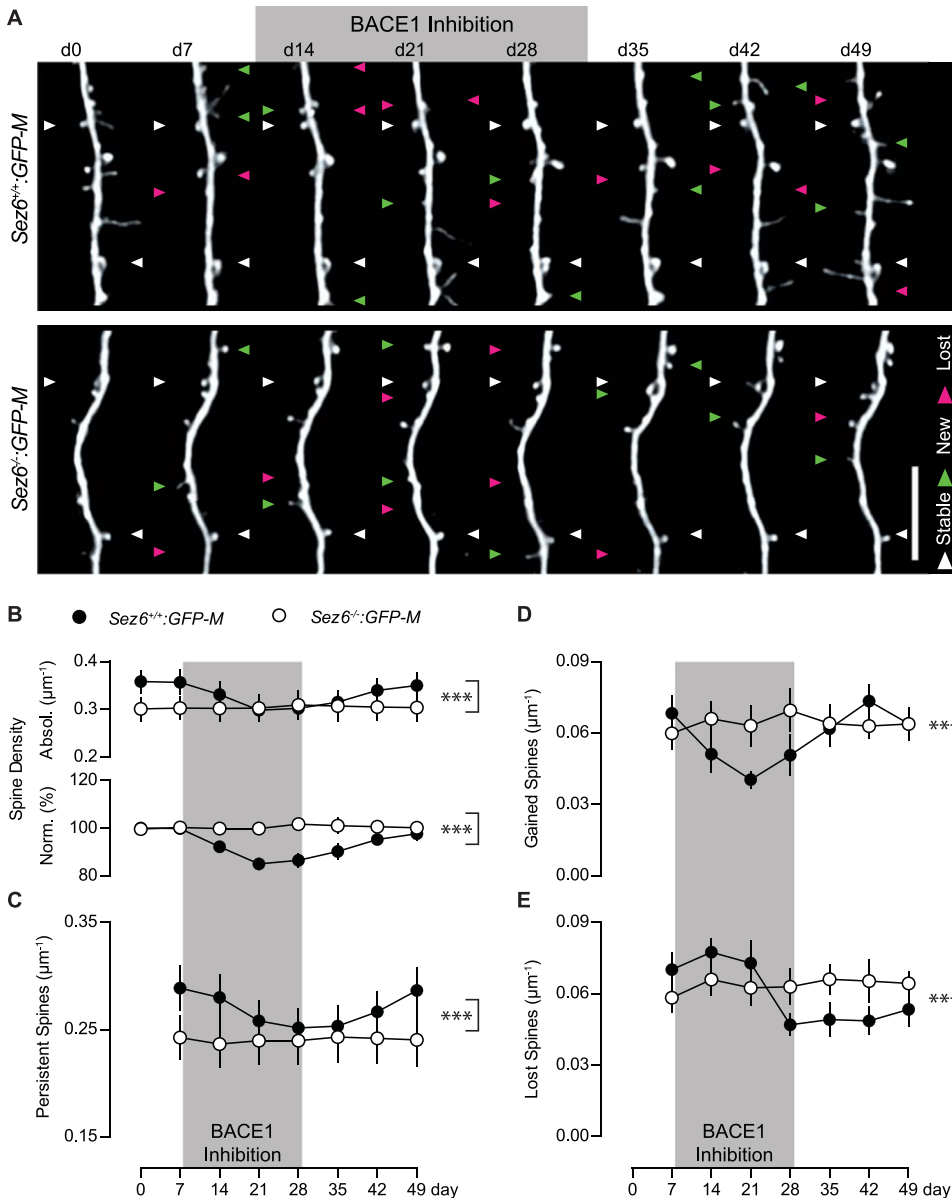 A
BACE1 Inhibition
d0 d7 d14 d21 d28 d35 d42 d49
Sez6+/+:GFP-M
Sez6-/-:GFP-M
Stable New Lost
B
Sez6+/+:GFP-M
Sez6-/-:GFP-M
Spine Density
Absol. (µm⁻¹)
0.4
0.3
0.2
***
Norm. (%)
120
100
80
***
C
Persistent Spines (µm⁻¹)
0.35
0.25
0.15
***
BACE1
Inhibition
0 7 14 21 28 35 42 49 day
D
Gained Spines (µm⁻¹)
0.09
0.06
0.03
0.00
***
E
Lost Spines (µm⁻¹)
0.09
0.06
0.03
0.00
***
BACE1
Inhibition
0 7 14 21 28 35 42 49 day